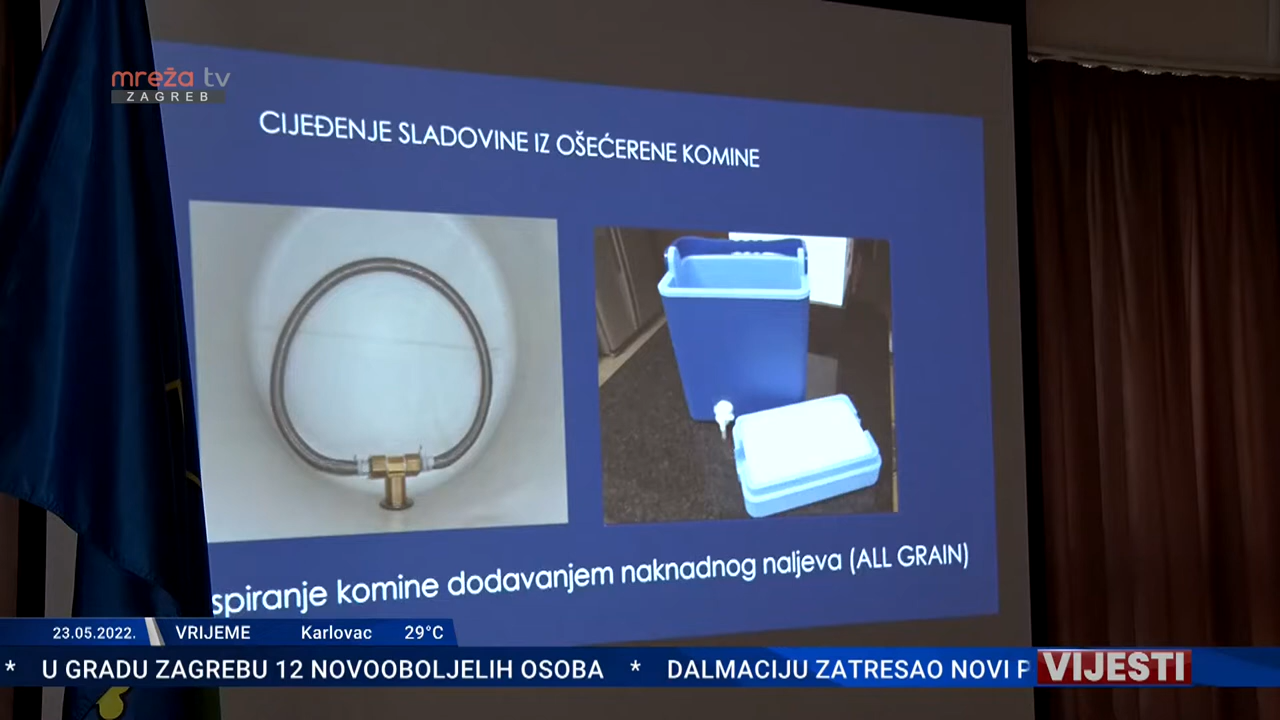 mreža tv
ZAGREB
CIJEĐENJE SLADOVINE IZ OŠEĆERENE KOMINE
spiranje komine dodavanjem naknadnog naljeva (ALL GRAIN)
23.05.2022. VRIJEME Karlovac 29°C
* U GRADU ZAGREBU 12 NOVOOBOLJELIH OSOBA * DALMACIJU ZATRESAO NOVI P
VIJESTI